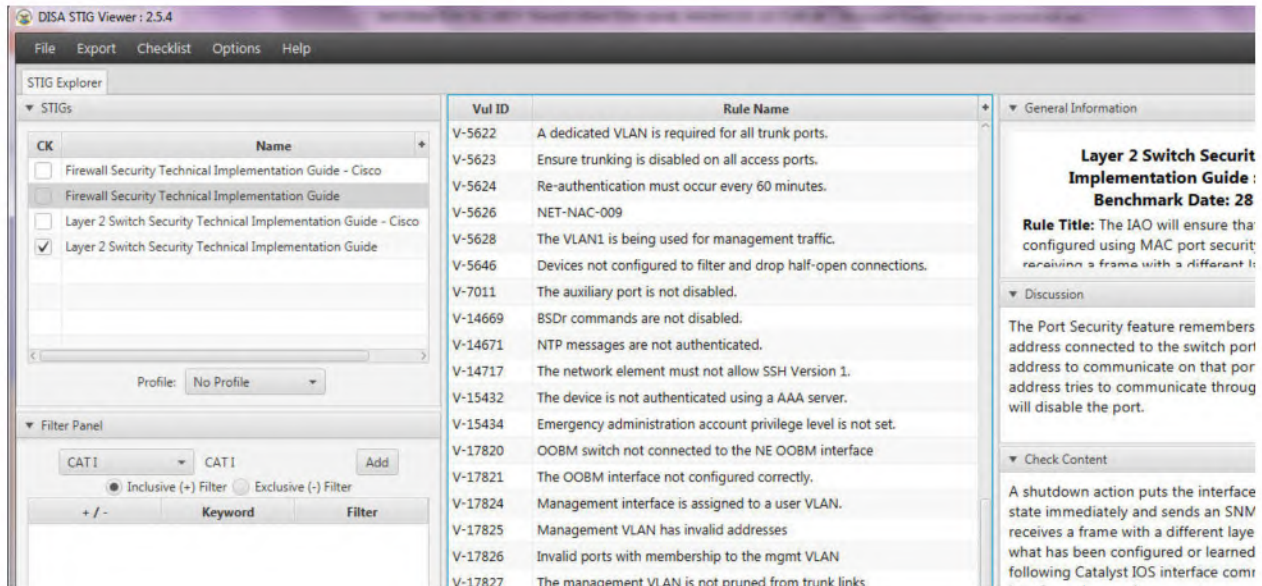 DISA STIG Viewer : 2.5.4
File Export Checklist Options Help
STIG Explorer
STIGs
CK Name +
Firewall Security Technical Implementation Guide - Cisco
Firewall Security Technical Implementation Guide
Layer 2 Switch Security Technical Implementation Guide - Cisco
Layer 2 Switch Security Technical Implementation Guide
Profile: No Profile
Filter Panel
CAT I CAT I Add
Inclusive (+) Filter Exclusive (-) Filter
+ / - Keyword Filter
Vul ID Rule Name +
V-5622 A dedicated VLAN is required for all trunk ports.
V-5623 Ensure trunking is disabled on all access ports.
V-5624 Re-authentication must occur every 60 minutes.
V-5626 NET-NAC-009
V-5628 The VLAN1 is being used for management traffic.
V-5646 Devices not configured to filter and drop half-open connections.
V-7011 The auxiliary port is not disabled.
V-14669 BSDr commands are not disabled.
V-14671 NTP messages are not authenticated.
V-14717 The network element must not allow SSH Version 1.
V-15432 The device is not authenticated using a AAA server.
V-15434 Emergency administration account privilege level is not set.
V-17820 OOBM switch not connected to the NE OOBM interface
V-17821 The OOBM interface not configured correctly.
V-17824 Management interface is assigned to a user VLAN.
V-17825 Management VLAN has invalid addresses
V-17826 Invalid ports with membership to the mgmt VLAN
V-17827 The management VLAN is not pruned from trunk links
General Information
Layer 2 Switch Securit
Implementation Guide :
Benchmark Date: 28
Rule Title: The IAO will ensure that
configured using MAC port security
receiving a frame with a different l
Discussion
The Port Security feature remembers
address connected to the switch port
address to communicate on that por
address tries to communicate throug
will disable the port.
Check Content
A shutdown action puts the interface
state immediately and sends an SNM
receives a frame with a different laye
what has been configured or learned
following Catalyst IOS interface comr